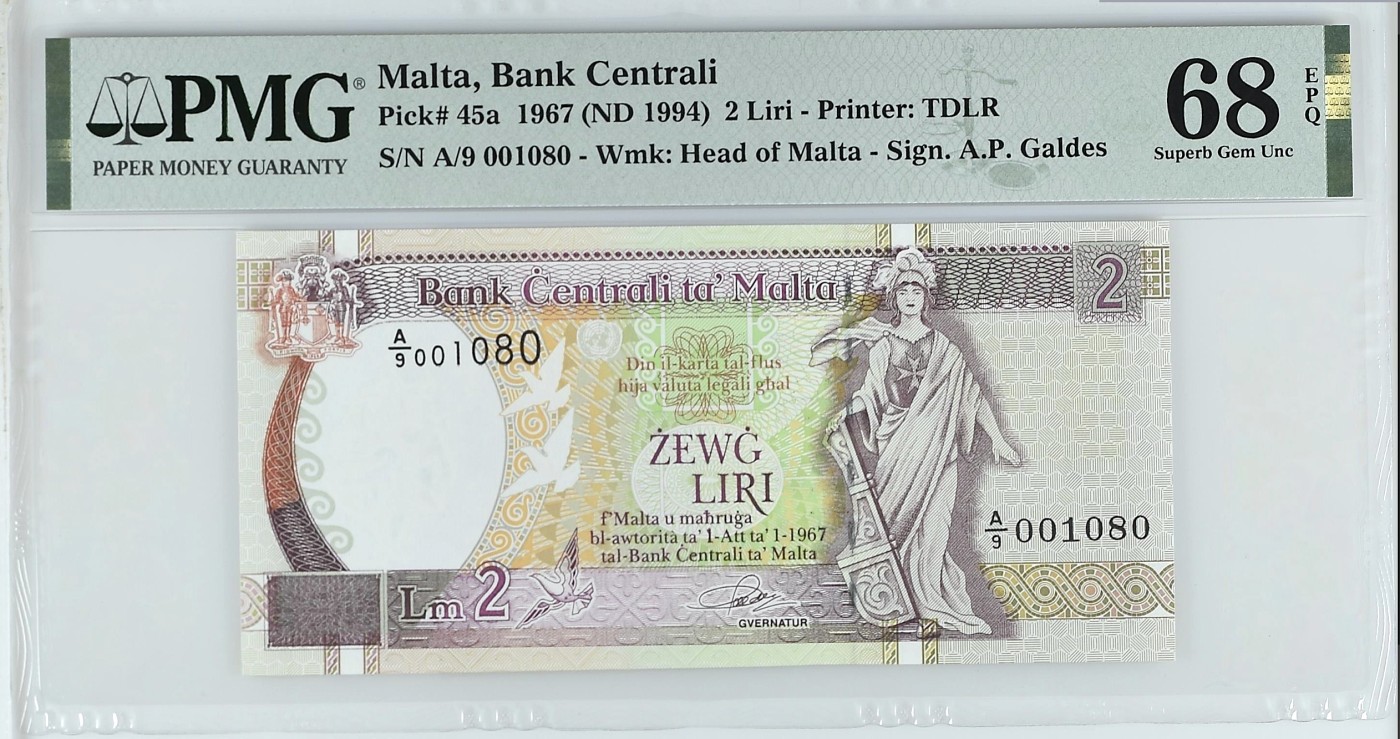 PMG®
PAPER MONEY GUARANTY
Malta, Bank Centrali
Pick# 45a 1967 (ND 1994) 2 Liri - Printer: TDLR
S/N A/9 001080 - Wmk: Head of Malta - Sign. A.P. Galdes
68
EPQ
Superb Gem Unc
Bank Ċentrali ta' Malta
2
A/9 001080
Din il-karta tal-flus
hija valuta legali għal
ŻEWĠ
LIRI
f'Malta u maħruġa
bl-awtorità ta' l-Att ta' l-1967
tal-Bank Ċentrali ta' Malta
A/9 001080
Lm 2
GVERNATUR